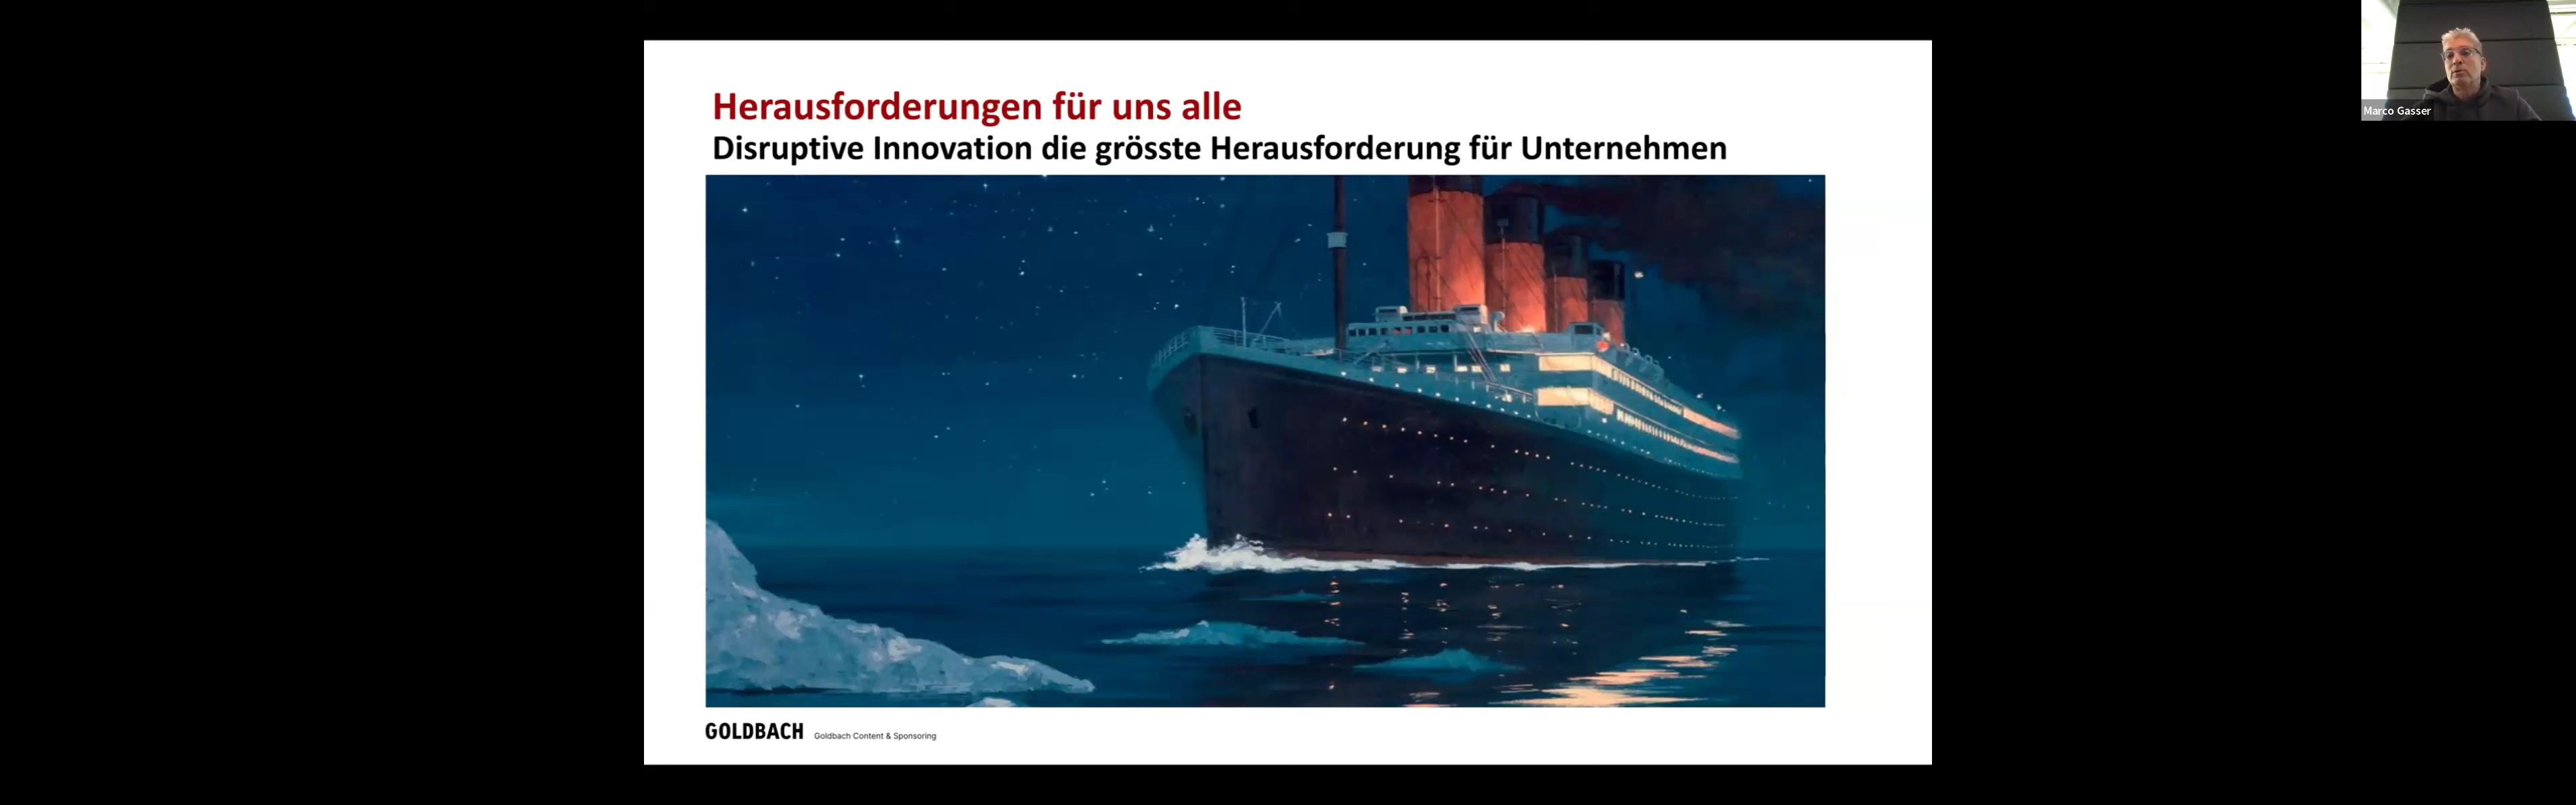 Herausforderungen für uns alle
Disruptive Innovation die grösste Herausforderung für Unternehmen
GOLDBACH Goldbach Content & Sponsoring
Marco Gasser